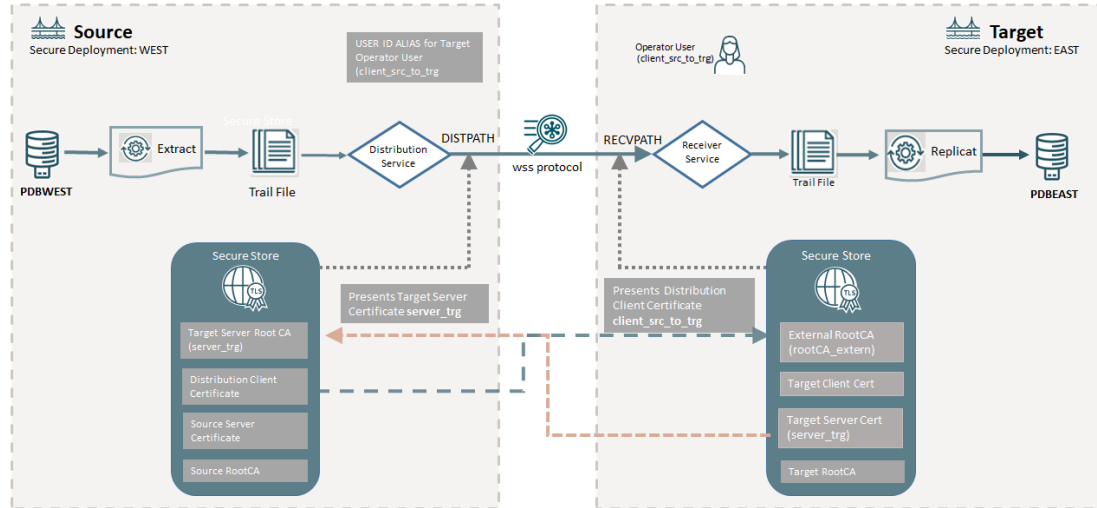 Source
Secure Deployment: WEST
Target
Secure Deployment: EAST
USER ID ALIAS for Target
Operator User
(client_src_to_trg
Operator User
(client_src_to_trg)
Secure Store
Extract
Trail File
Distribution
Service
DISTPATH
wss protocol
RECVPATH
Receiver
Service
Trail File
Replicat
PDBWEST
PDBEAST
Secure Store
TLS
Target Server Root CA
(server_trg)
Distribution Client
Certificate
Source Server
Certificate
Source RootCA
Presents Target Server
Certificate server_trg
Presents Distribution
Client Certificate
client_src_to_trg
Secure Store
TLS
External RootCA
(rootCA_extern)
Target Client Cert
Target Server Cert
(server_trg)
Target RootCA